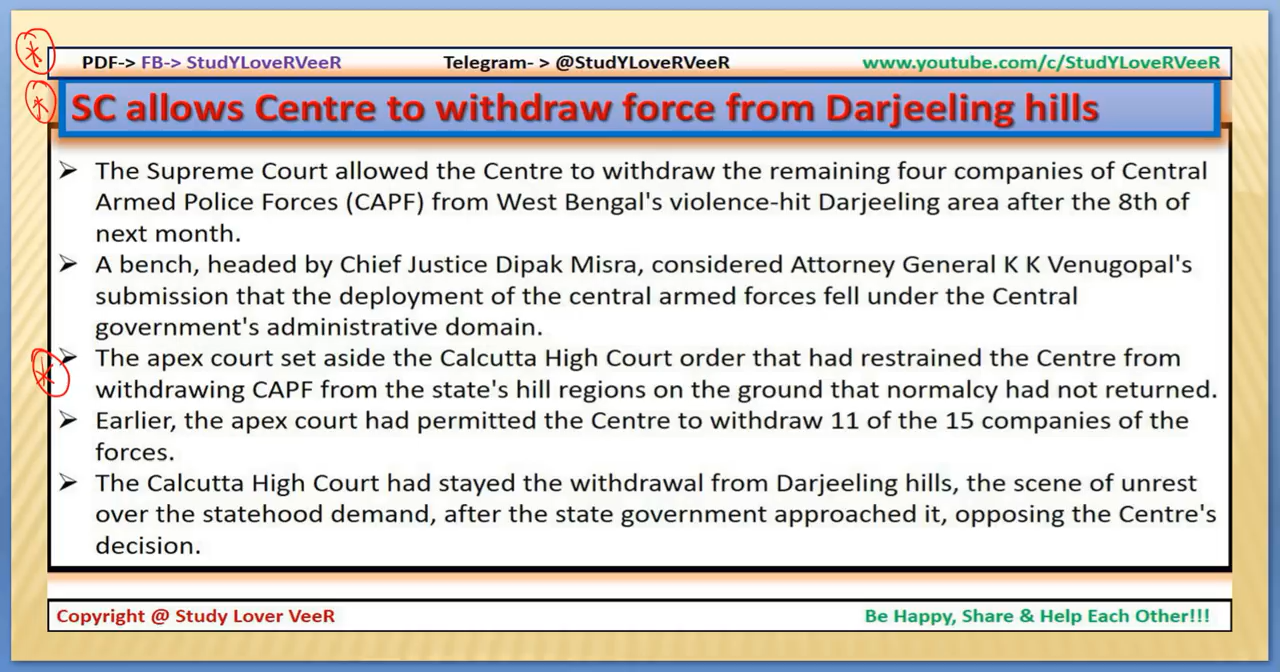 PDF-> FB-> StudYLoveRVeeR Telegram- > @StudYLoveRVeeR www.youtube.com/c/StudYLoveRVeeR
SC allows Centre to withdraw force from Darjeeling hills
➢ The Supreme Court allowed the Centre to withdraw the remaining four companies of Central
Armed Police Forces (CAPF) from West Bengal's violence-hit Darjeeling area after the 8th of
next month.
➢ A bench, headed by Chief Justice Dipak Misra, considered Attorney General K K Venugopal's
submission that the deployment of the central armed forces fell under the Central
government's administrative domain.
➢ The apex court set aside the Calcutta High Court order that had restrained the Centre from
withdrawing CAPF from the state's hill regions on the ground that normalcy had not returned.
➢ Earlier, the apex court had permitted the Centre to withdraw 11 of the 15 companies of the
forces.
➢ The Calcutta High Court had stayed the withdrawal from Darjeeling hills, the scene of unrest
over the statehood demand, after the state government approached it, opposing the Centre's
decision.
Copyright @ Study Lover VeeR Be Happy, Share & Help Each Other!!!